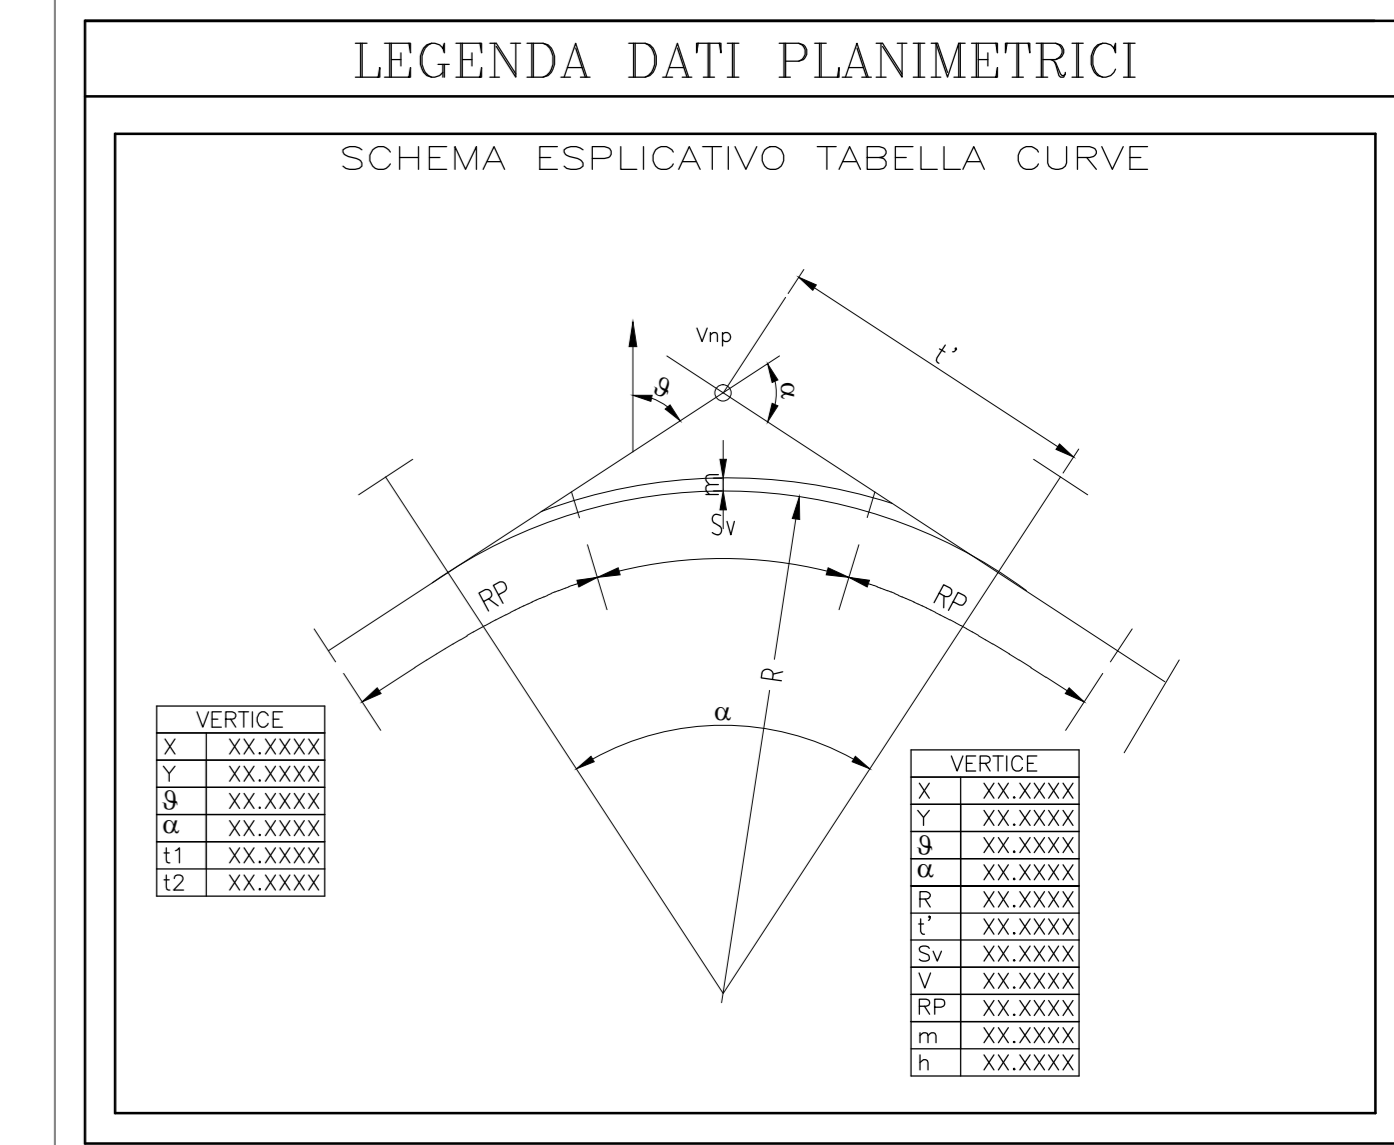 LEGENDA DATI PLANIMETRICI
SCHEMA ESPLICATIVO TABELLA CURVE
Vnp
t'
ϑ
α
m
Sv
RP
RP
R
α
VERTICE
X XX.XXXX
Y XX.XXXX
ϑ XX.XXXX
α XX.XXXX
t1 XX.XXXX
t2 XX.XXXX
VERTICE
X XX.XXXX
Y XX.XXXX
ϑ XX.XXXX
α XX.XXXX
R XX.XXXX
t' XX.XXXX
Sv XX.XXXX
V XX.XXXX
RP XX.XXXX
m XX.XXXX
h XX.XXXX